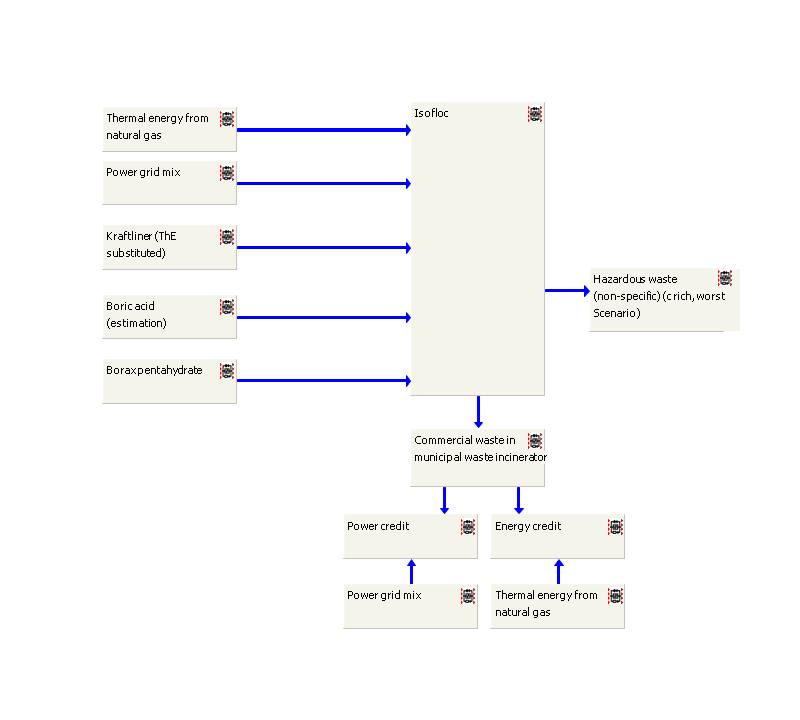 Thermal energy from
natural gas
Isofloc
Power grid mix
Kraftliner (ThE
substituted)
Hazardous waste
(non-specific) (c rich, worst
Scenario)
Boric acid
(estimation)
Borax pentahydrate
Commercial waste in
municipal waste incinerator
Power credit
Energy credit
Power grid mix
Thermal energy from
natural gas